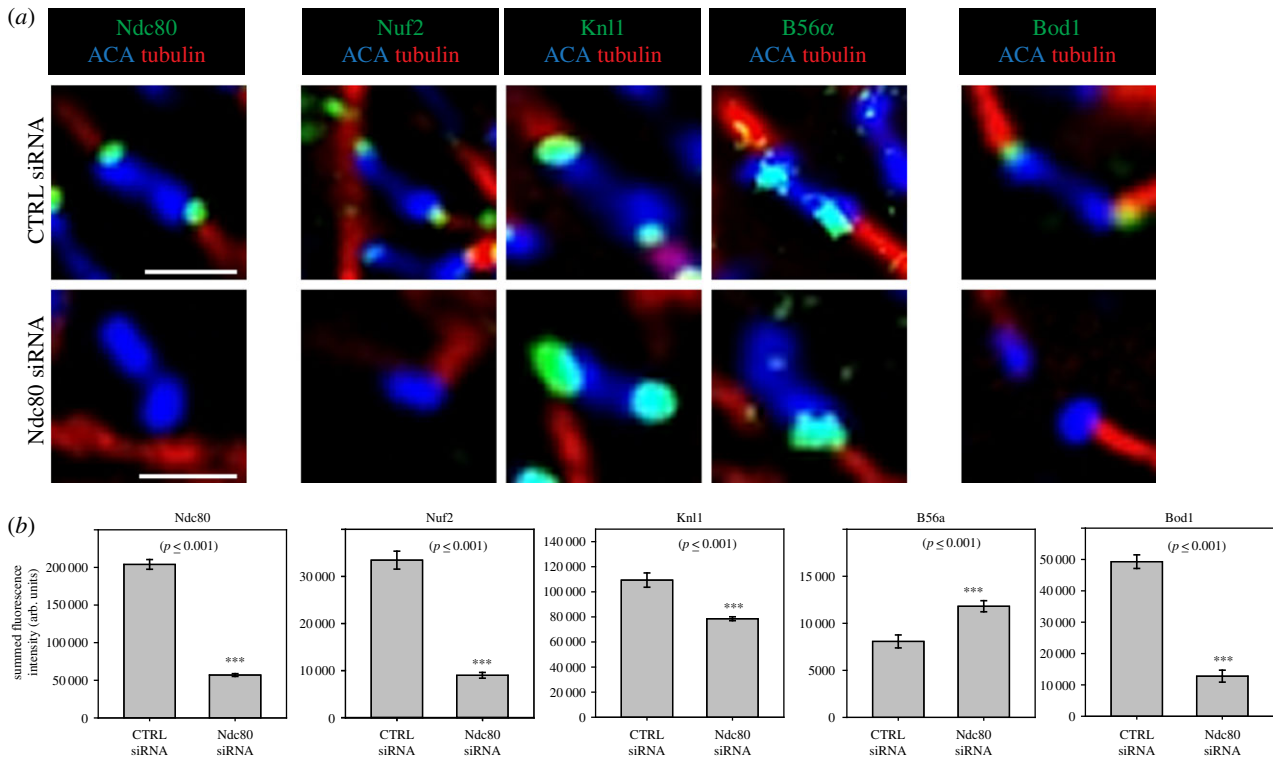 (a)
Ndc80
ACA tubulin
Nuf2
ACA tubulin
Knl1
ACA tubulin
B56α
ACA tubulin
Bod1
ACA tubulin
CTRL siRNA
Ndc80 siRNA
(b)
summed fluorescence
intensity (arb. units)
Ndc80
(p ≤ 0.001)
200 000
150 000
100 000
50 000
0
***
CTRL
siRNA
Ndc80
siRNA
Nuf2
(p ≤ 0.001)
30 000
20 000
10 000
0
***
CTRL
siRNA
Ndc80
siRNA
Knl1
(p ≤ 0.001)
140 000
120 000
100 000
80 000
60 000
40 000
20 000
0
***
CTRL
siRNA
Ndc80
siRNA
B56a
(p ≤ 0.001)
15 000
10 000
5000
0
***
CTRL
siRNA
Ndc80
siRNA
Bod1
(p ≤ 0.001)
50 000
40 000
30 000
20 000
10 000
0
***
CTRL
siRNA
Ndc80
siRNA